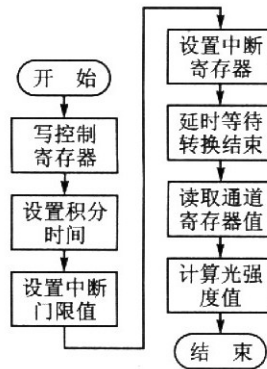 开 始
写控制
寄存器
设置积分
时间
设置中断
门限值
设置中断
寄存器
延时等待
转换结束
读取通道
寄存器值
计算光强
度值
结 束